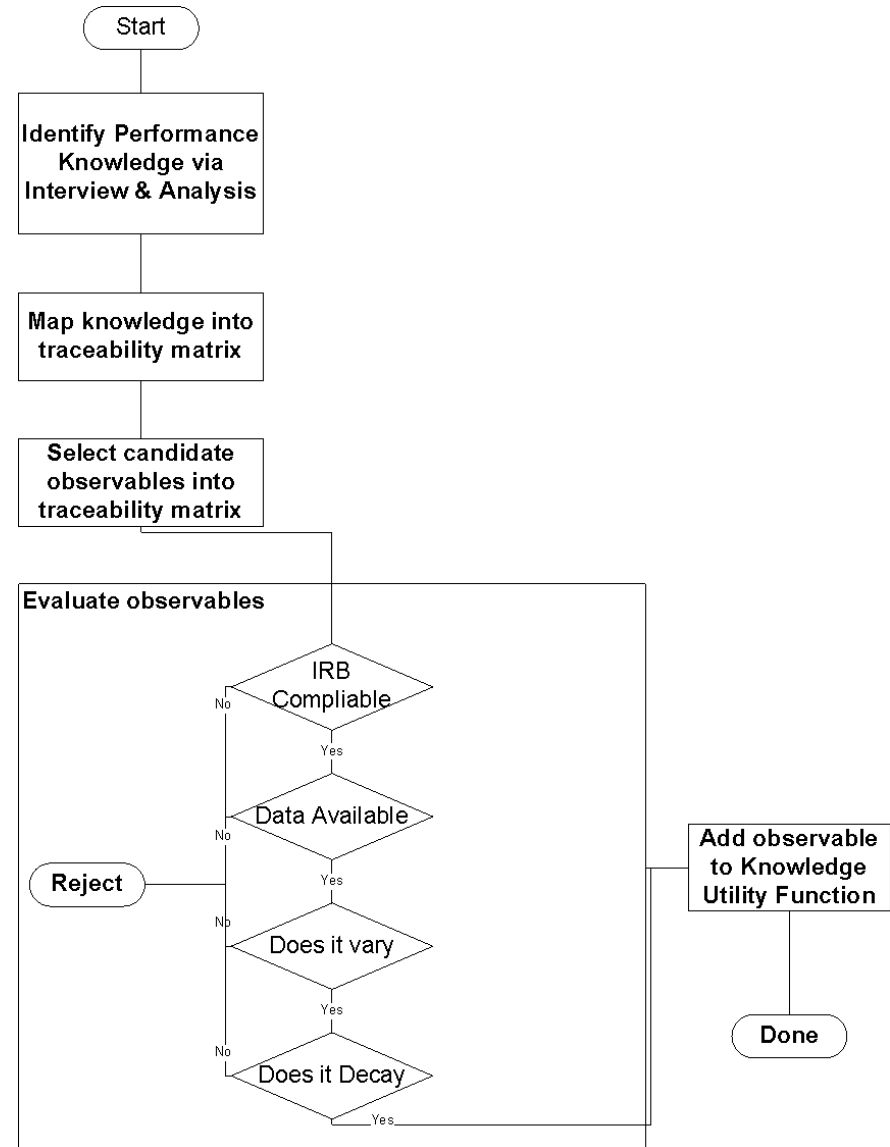 Start
Identify Performance
Knowledge via
Interview & Analysis
Map knowledge into
traceability matrix
Select candidate
observables into
traceability matrix
Evaluate observables
IRB
Compliable
No
Yes
Data Available
No
Yes
Reject
No
Does it vary
Yes
No
Does it Decay
Yes
Add observable
to Knowledge
Utility Function
Done